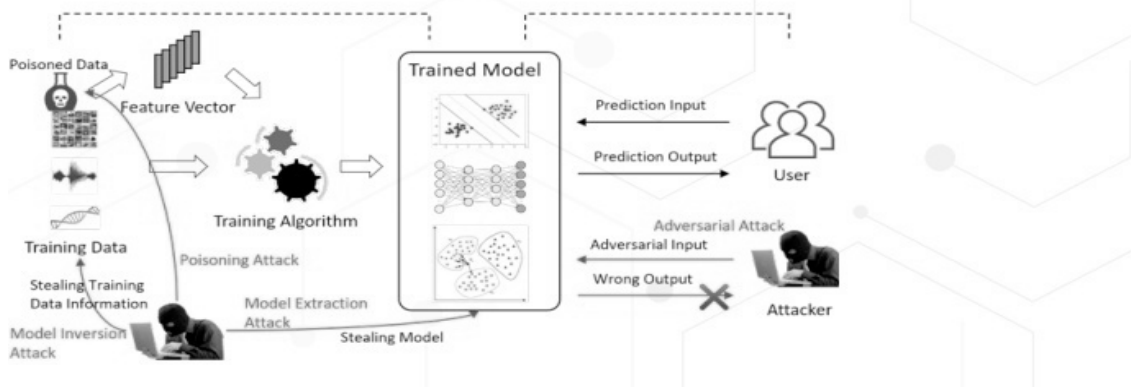 Poisoned Data
Feature Vector
Training Algorithm
Training Data
Stealing Training
Data Information
Model Inversion
Attack
Poisoning Attack
Model Extraction
Attack
Stealing Model
Trained Model
Prediction Input
Prediction Output
User
Adversarial Attack
Adversarial Input
Wrong Output
Attacker